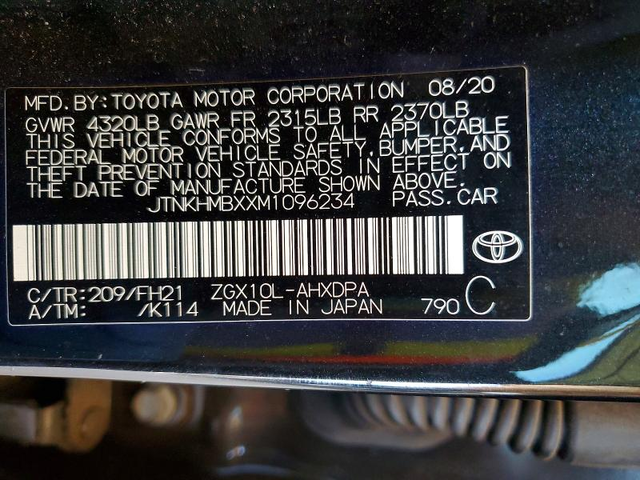 MFD. BY: TOYOTA MOTOR CORPORATION 08/20
GVWR 4320LB GAWR FR 2315LB RR 2370LB
THIS VEHICLE CONFORMS TO ALL APPLICABLE
FEDERAL MOTOR VEHICLE SAFETY, BUMPER, AND
THEFT PREVENTION STANDARDS IN EFFECT ON
THE DATE OF MANUFACTURE SHOWN ABOVE.
JTNKHMBXXM1096234 PASS. CAR
C/TR: 209/FH21 ZGX10L-AHXDPA C
A/TM: /K114 MADE IN JAPAN 790